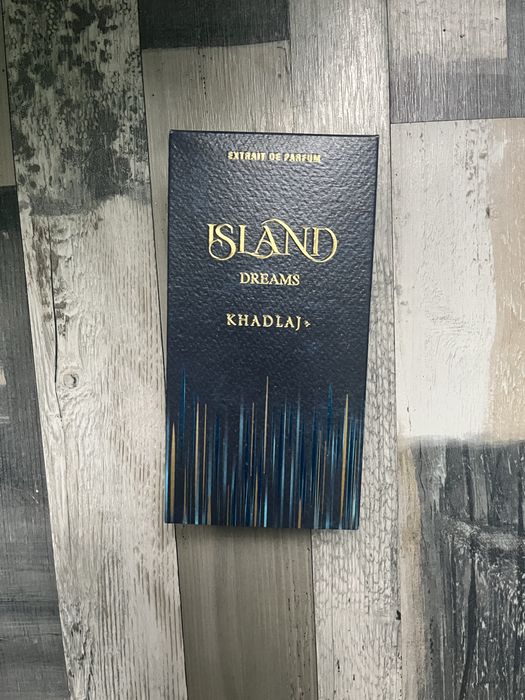 EXTRAIT DE PARFUM
ISLAND
DREAMS
KHADLAJ